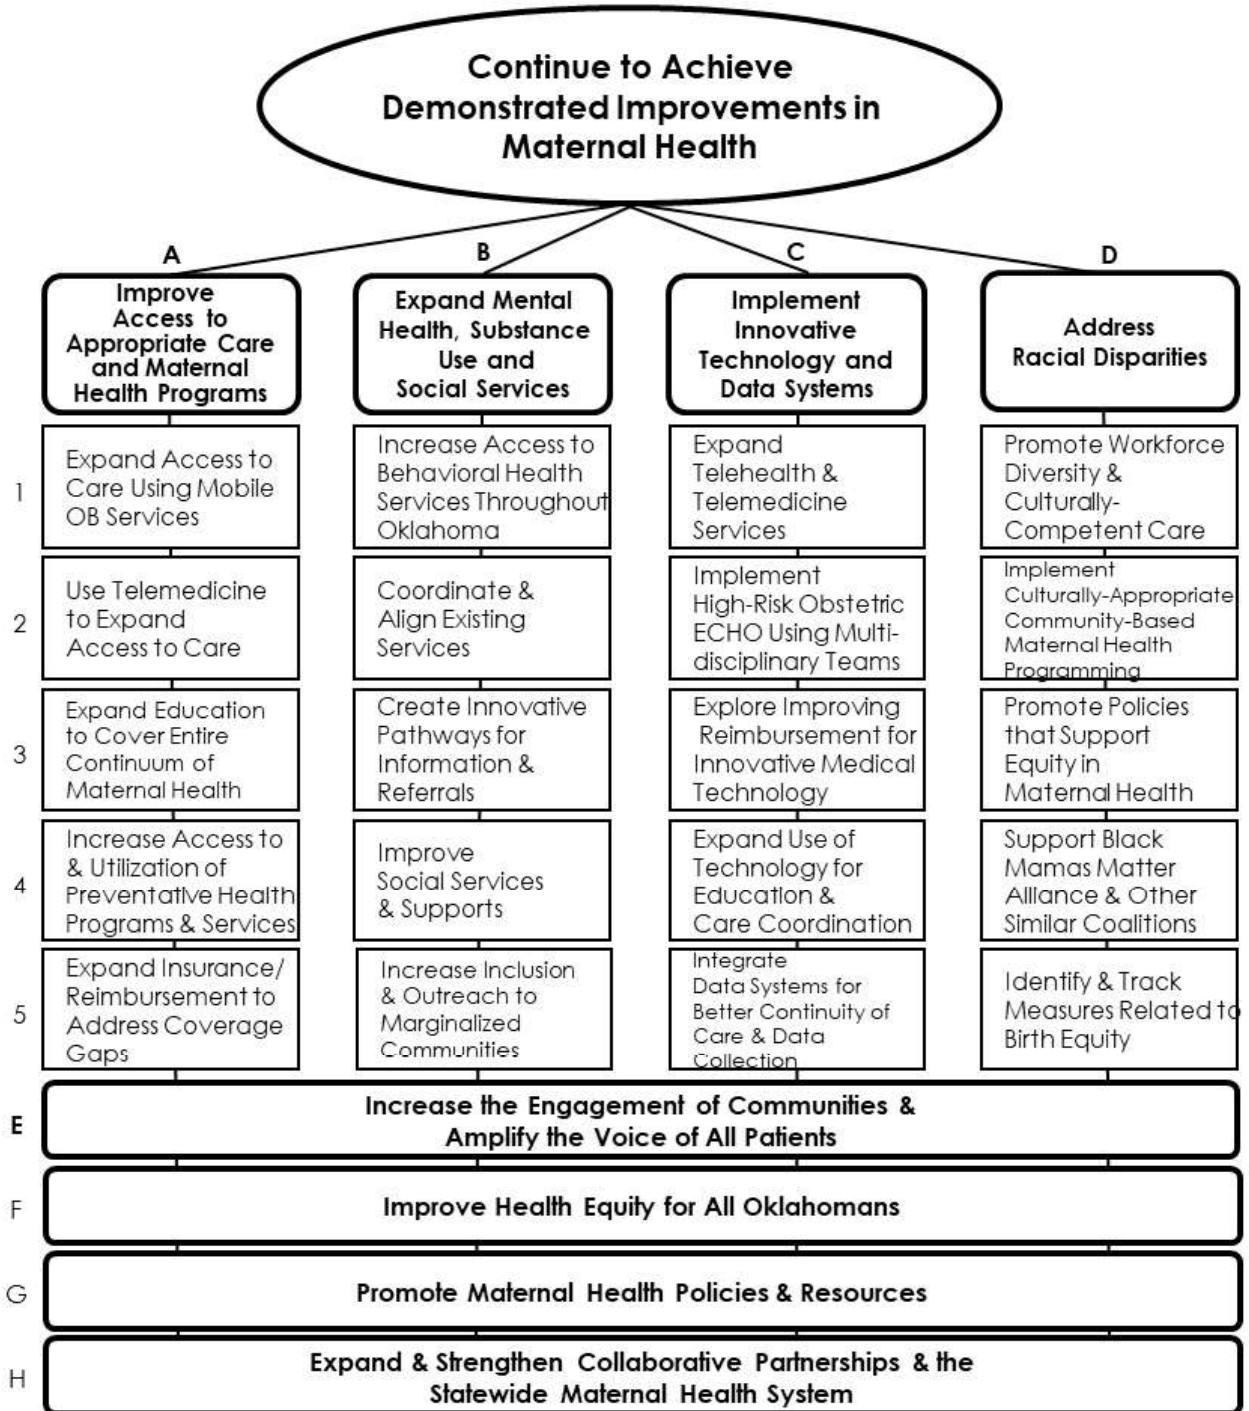 Continue to Achieve
Demonstrated Improvements in
Maternal Health
A
B
C
D
Improve
Access to
Appropriate Care
and Maternal
Health Programs
Expand Mental
Health, Substance
Use and
Social Services
Implement
Innovative
Technology and
Data Systems
Address
Racial Disparities
1
Expand Access to
Care Using Mobile
OB Services
Increase Access to
Behavioral Health
Services Throughout
Oklahoma
Expand
Telehealth &
Telemedicine
Services
Promote Workforce
Diversity &
Culturally-
Competent Care
2
Use Telemedicine
to Expand
Access to Care
Coordinate &
Align Existing
Services
Implement
High-Risk Obstetric
ECHO Using Multi-
disciplinary Teams
Implement
Culturally-Appropriate
Community-Based
Maternal Health
Programming
3
Expand Education
to Cover Entire
Continuum of
Maternal Health
Create Innovative
Pathways for
Information &
Referrals
Explore Improving
Reimbursement for
Innovative Medical
Technology
Promote Policies
that Support
Equity in
Maternal Health
4
Increase Access to
& Utilization of
Preventative Health
Programs & Services
Improve
Social Services
& Supports
Expand Use of
Technology for
Education &
Care Coordination
Support Black
Mamas Matter
Alliance & Other
Similar Coalitions
5
Expand Insurance/
Reimbursement to
Address Coverage
Gaps
Increase Inclusion
& Outreach to
Marginalized
Communities
Integrate
Data Systems for
Better Continuity of
Care & Data
Collection
Identify & Track
Measures Related to
Birth Equity
E
Increase the Engagement of Communities &
Amplify the Voice of All Patients
F
Improve Health Equity for All Oklahomans
G
Promote Maternal Health Policies & Resources
H
Expand & Strengthen Collaborative Partnerships & the
Statewide Maternal Health System